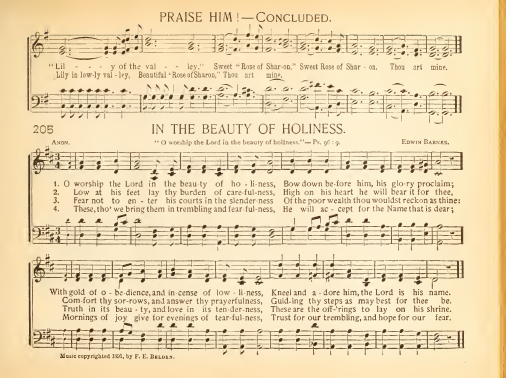 PRAISE HIM!—CONCLUDED.
"Lil - - - y of the val - - ley." Sweet "Rose of Shar-on," Sweet Rose of Shar - on. Thou art mine.
Lily in low-ly val-ley, Beautiful "Rose of Sharon," Thou art mine,
205 IN THE BEAUTY OF HOLINESS.
ANON. "O worship the Lord in the beauty of holiness."—Ps. 96:9. EDWIN BARNES.
1. O worship the Lord in the beau-ty of ho - li-ness, Bow down be-fore him, his glo-ry proclaim;
2. Low at his feet lay thy burden of care-ful-ness, High on his heart he will bear it for thee,
3. Fear not to en - ter his courts in the slender-ness Of the poor wealth thou wouldst reckon as thine:
4. These, tho' we bring them in trembling and fear-ful-ness, He will ac - cept for the Name that is dear;
With gold of o - be-dience, and in-cense of low - li-ness, Kneel and a - dore him, the Lord is his name.
Com-fort thy sor-rows, and answer thy prayerfulness, Guid-ing thy steps as may best for thee be.
Truth in its beau - ty, and love in its ten-der-ness, These are the off-'rings to lay on his shrine.
Mornings of joy give for evenings of tear-ful-ness, Trust for our trembling, and hope for our fear.
Music copyrighted 1891, by F. E. BELDEN.